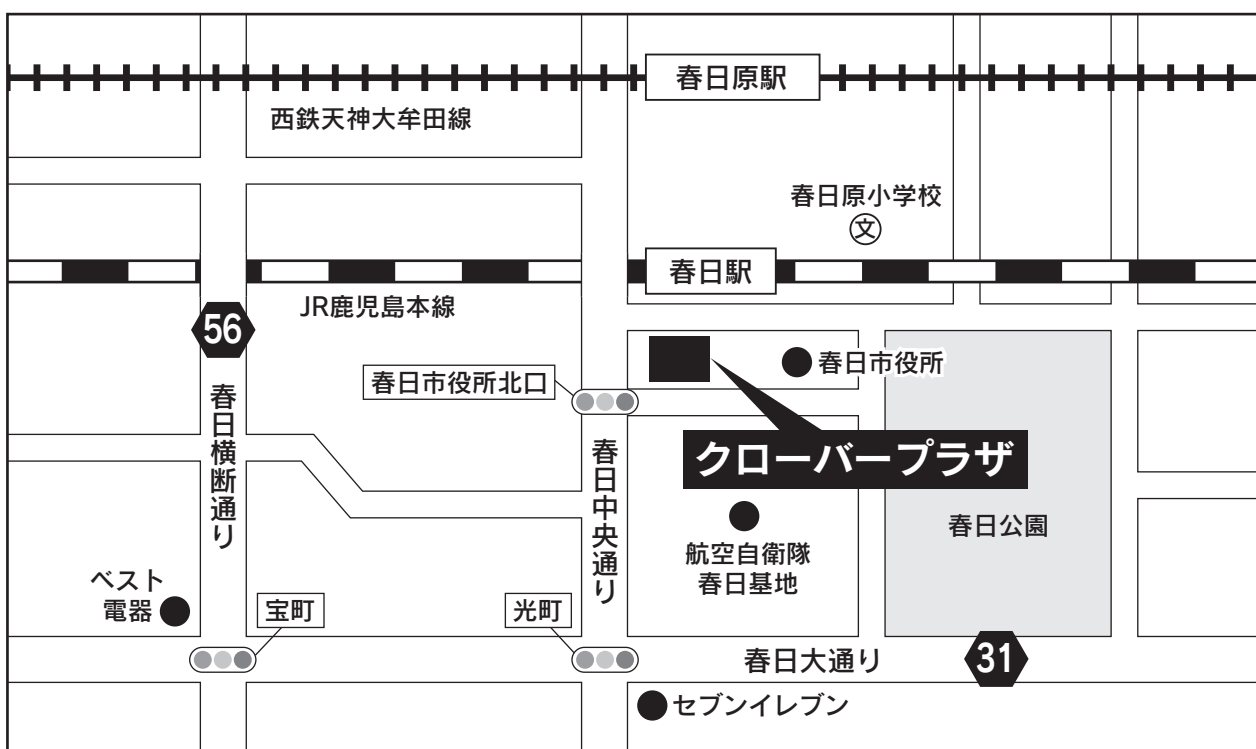 春日原駅
西鉄天神大牟田線
春日原小学校
文
春日駅
JR鹿児島本線
56
春日市役所北口
春日市役所
春日横断通り
春日中央通り
クローバープラザ
春日公園
航空自衛隊
春日基地
ベスト
電器
宝町
光町
春日大通り
31
セブンイレブン